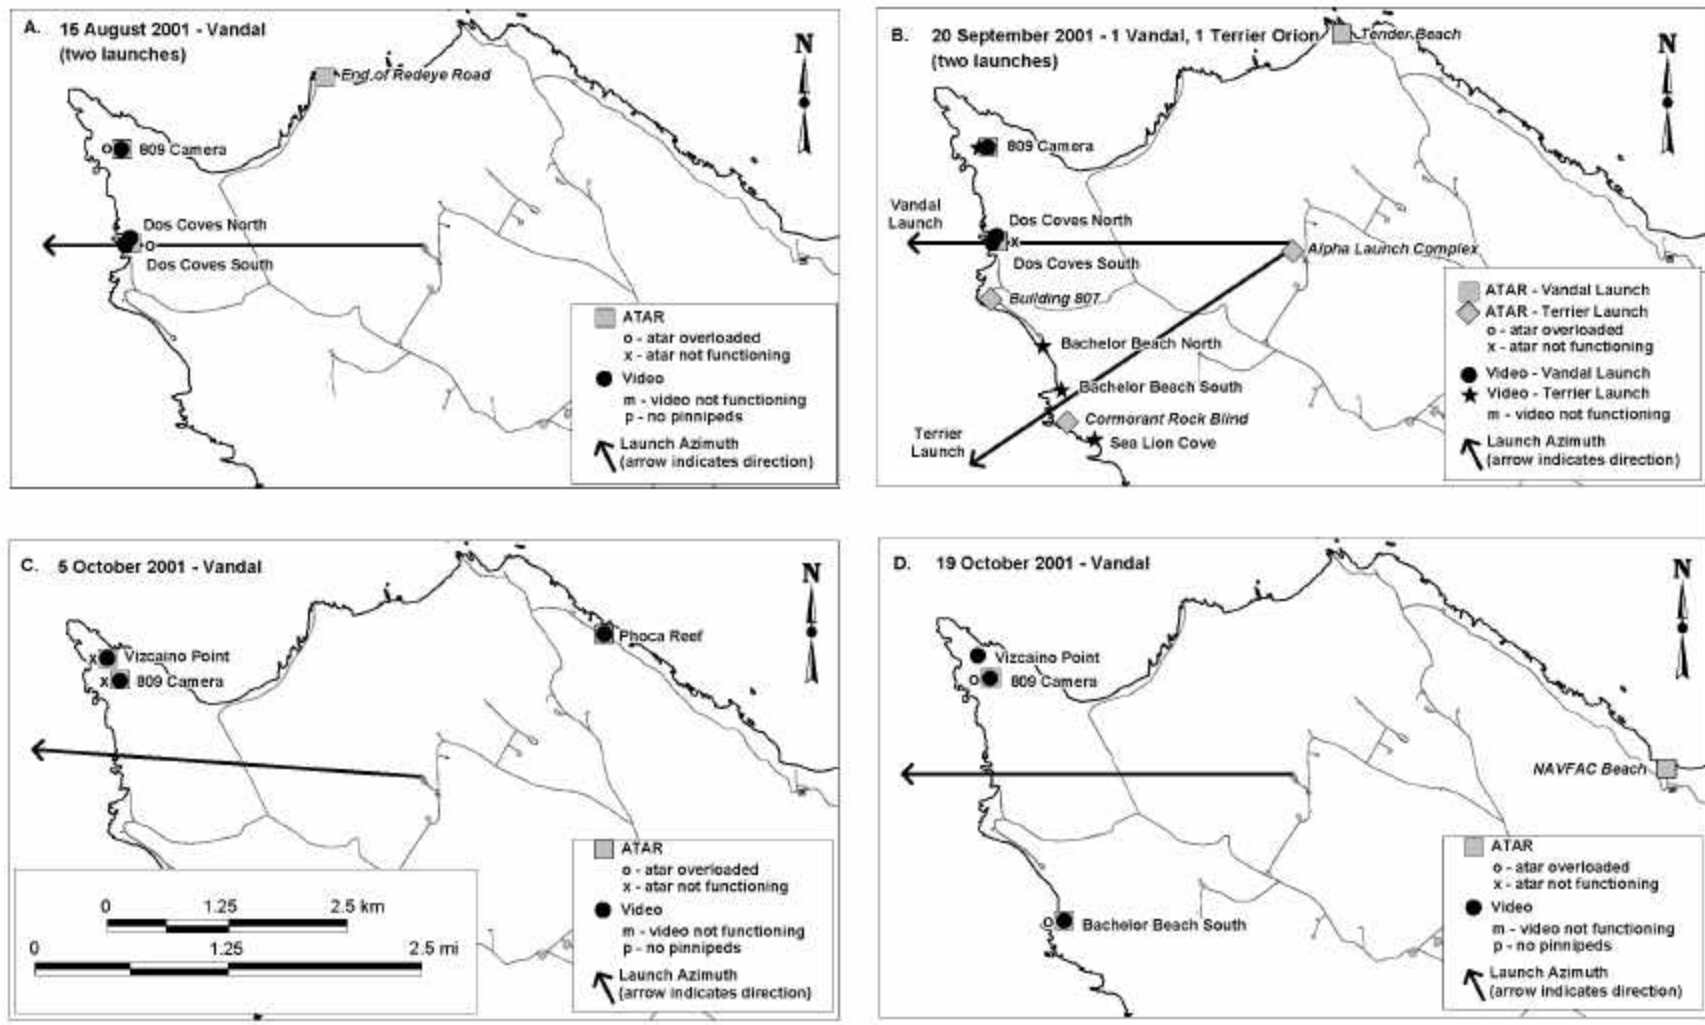 A. 15 August 2001 - Vandal
(two launches)
N
End of Redeye Road
o 809 Camera
Dos Coves North
o
Dos Coves South
ATAR
o - atar overloaded
x - atar not functioning
Video
m - video not functioning
p - no pinnipeds
Launch Azimuth
(arrow indicates direction)
B. 20 September 2001 - 1 Vandal, 1 Terrier Orion
(two launches)
Tender Beach
N
809 Camera
Vandal
Launch
Dos Coves North
x
Dos Coves South
Alpha Launch Complex
Building 807
Bachelor Beach North
Bachelor Beach South
Cormorant Rock Blind
Sea Lion Cove
Terrier
Launch
ATAR - Vandal Launch
ATAR - Terrier Launch
o - atar overloaded
x - atar not functioning
Video - Vandal Launch
Video - Terrier Launch
m - video not functioning
Launch Azimuth
(arrow indicates direction)
C. 5 October 2001 - Vandal
N
Phoca Reef
x Vizcaino Point
x 809 Camera
0 1.25 2.5 km
0 1.25 2.5 mi
ATAR
o - atar overloaded
x - atar not functioning
Video
m - video not functioning
p - no pinnipeds
Launch Azimuth
(arrow indicates direction)
D. 19 October 2001 - Vandal
N
Vizcaino Point
o 809 Camera
NAVFAC Beach
o Bachelor Beach South
ATAR
o - atar overloaded
x - atar not functioning
Video
m - video not functioning
p - no pinnipeds
Launch Azimuth
(arrow indicates direction)